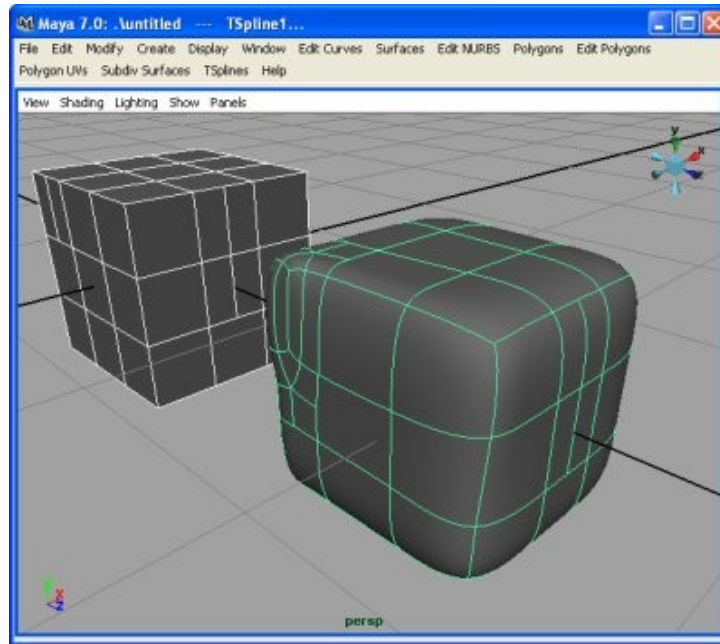 Maya 7.0: .\untitled --- TSpline1...
File Edit Modify Create Display Window Edit Curves Surfaces Edit NURBS Polygons Edit Polygons
Polygon UVs Subdiv Surfaces TSplines Help
View Shading Lighting Show Panels
y
x
persp